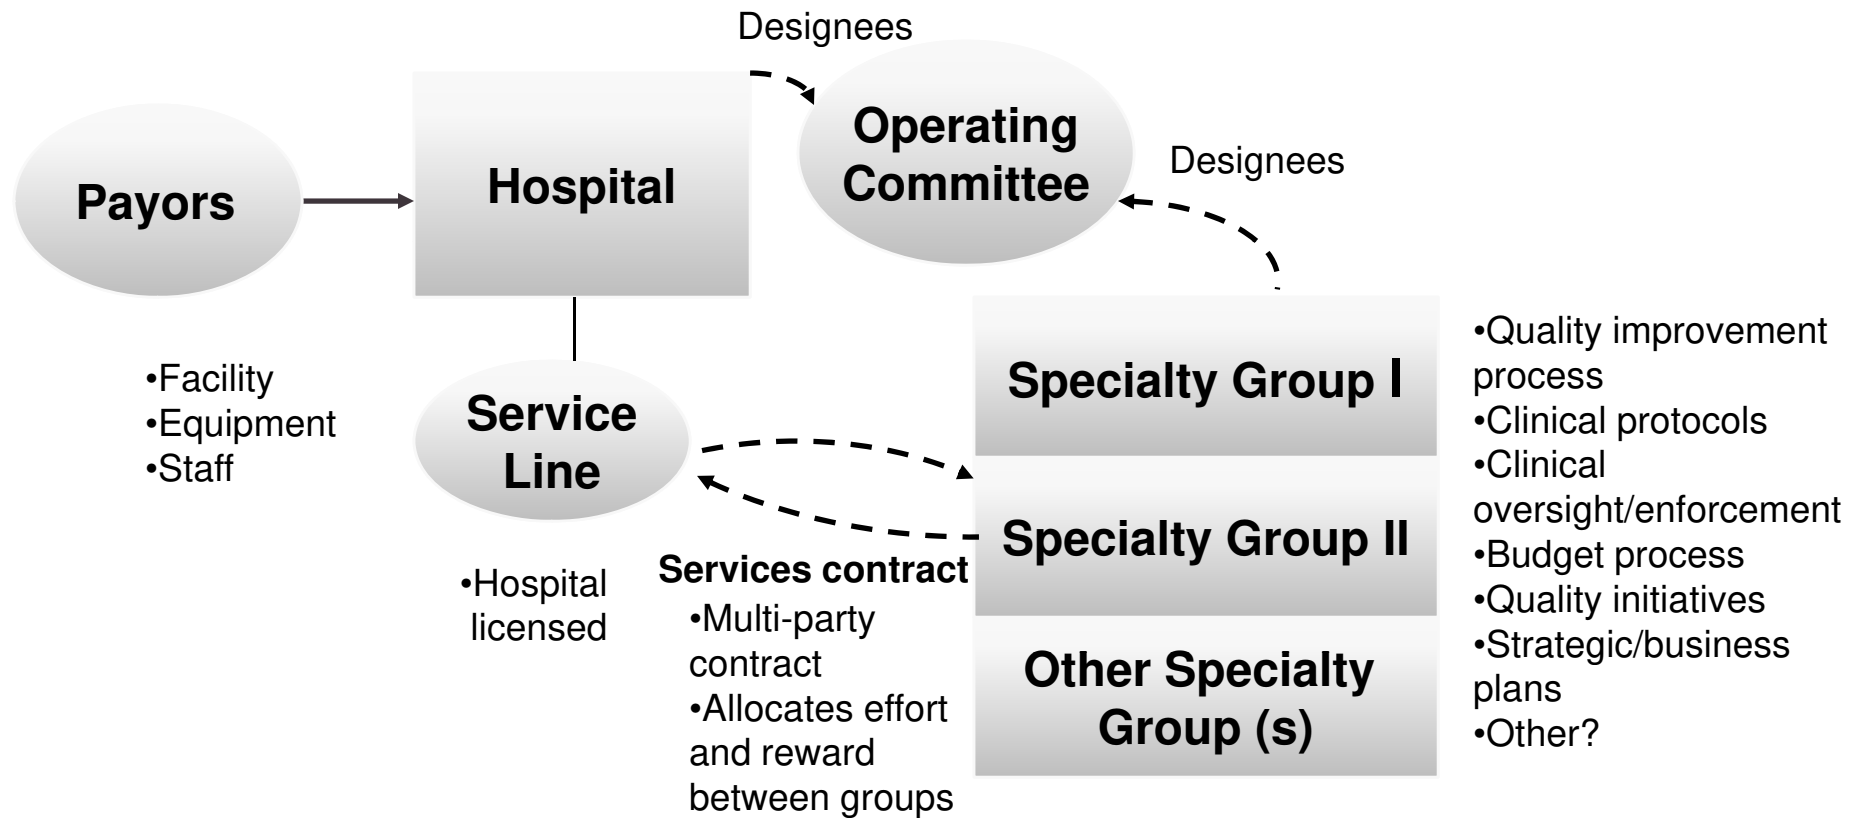 Designees
Operating
Committee
Designees
Hospital
Payors
•Facility
•Equipment
•Staff
Service
Line
•Hospital
licensed
Services contract
•Multi-party
contract
•Allocates effort
and reward
between groups
Specialty Group I
Specialty Group II
Other Specialty
Group (s)
•Quality improvement
process
•Clinical protocols
•Clinical
oversight/enforcement
•Budget process
•Quality initiatives
•Strategic/business
plans
•Other?